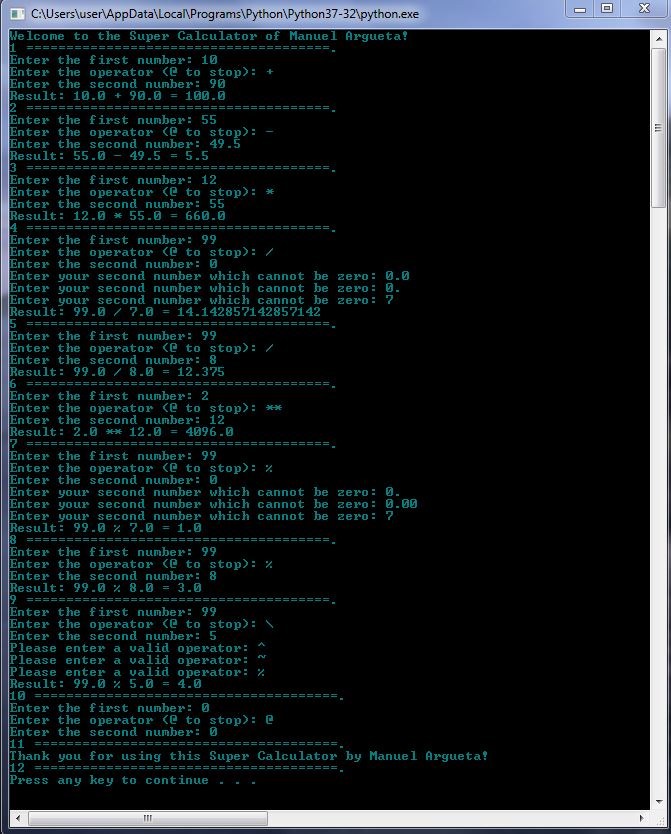 C:\Users\user\AppData\Local\Programs\Python\Python37-32\python.exe
Welcome to the Super Calculator of Manuel Argueta!
1 ======================================.
Enter the first number: 10
Enter the operator (@ to stop): +
Enter the second number: 90
Result: 10.0 + 90.0 = 100.0
2 ======================================.
Enter the first number: 55
Enter the operator (@ to stop): -
Enter the second number: 49.5
Result: 55.0 - 49.5 = 5.5
3 ======================================.
Enter the first number: 12
Enter the operator (@ to stop): *
Enter the second number: 55
Result: 12.0 * 55.0 = 660.0
4 ======================================.
Enter the first number: 99
Enter the operator (@ to stop): /
Enter the second number: 0
Enter your second number which cannot be zero: 0.0
Enter your second number which cannot be zero: 0.
Enter your second number which cannot be zero: 7
Result: 99.0 / 7.0 = 14.142857142857142
5 ======================================.
Enter the first number: 99
Enter the operator (@ to stop): /
Enter the second number: 8
Result: 99.0 / 8.0 = 12.375
6 ======================================.
Enter the first number: 2
Enter the operator (@ to stop): **
Enter the second number: 12
Result: 2.0 ** 12.0 = 4096.0
7 ======================================.
Enter the first number: 99
Enter the operator (@ to stop): %
Enter the second number: 0
Enter your second number which cannot be zero: 0.
Enter your second number which cannot be zero: 0.00
Enter your second number which cannot be zero: 7
Result: 99.0 % 7.0 = 1.0
8 ======================================.
Enter the first number: 99
Enter the operator (@ to stop): %
Enter the second number: 8
Result: 99.0 % 8.0 = 3.0
9 ======================================.
Enter the first number: 99
Enter the operator (@ to stop): \
Enter the second number: 5
Please enter a valid operator: ^
Please enter a valid operator: ~
Please enter a valid operator: %
Result: 99.0 % 5.0 = 4.0
10 ======================================.
Enter the first number: 0
Enter the operator (@ to stop): @
Enter the second number: 0
11 ======================================.
Thank you for using this Super Calculator by Manuel Argueta!
12 ======================================.
Press any key to continue . . .